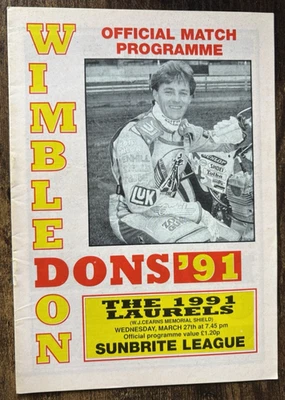 OFFICIAL MATCH
PROGRAMME
WIMBLEDON
DONS '91
LUK
THE 1991
LAURELS
(W.J.CEARNS MEMORIAL SHIELD)
WEDNESDAY, MARCH 27th at 7.45 pm
Official programme value £1.20p
SUNBRITE LEAGUE